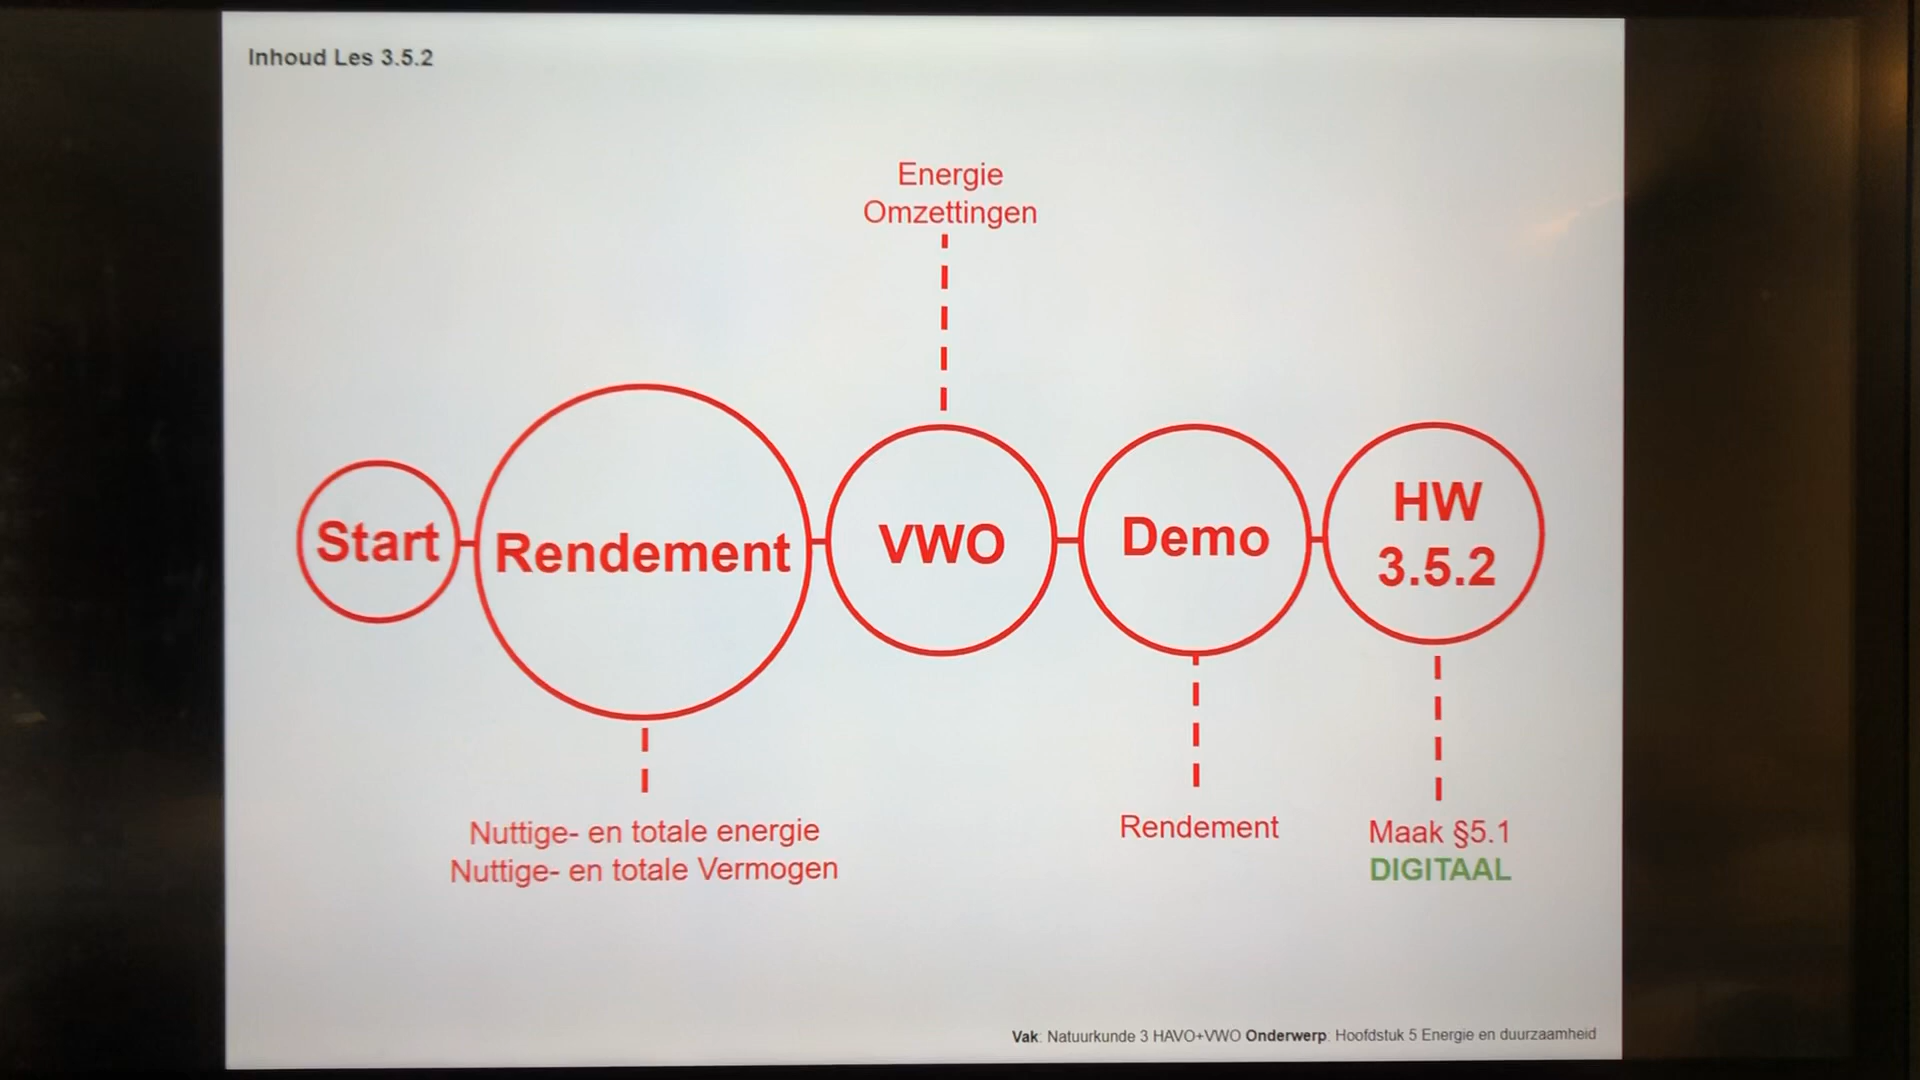 Inhoud Les 3.5.2
Energie
Omzettingen
Start
Rendement
VWO
Demo
HW
3.5.2
Nuttige- en totale energie
Nuttige- en totale Vermogen
Rendement
Maak §5.1
DIGITAAL
Vak: Natuurkunde 3 HAVO+VWO Onderwerp: Hoofdstuk 5 Energie en duurzaamheid